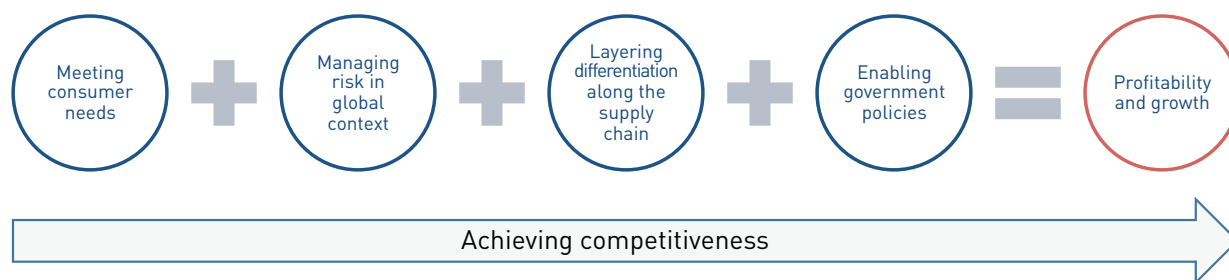 Meeting
consumer
needs
Managing
risk in
global
context
Layering
differentiation
along the
supply
chain
Enabling
government
policies
Profitability
and growth
Achieving competitiveness